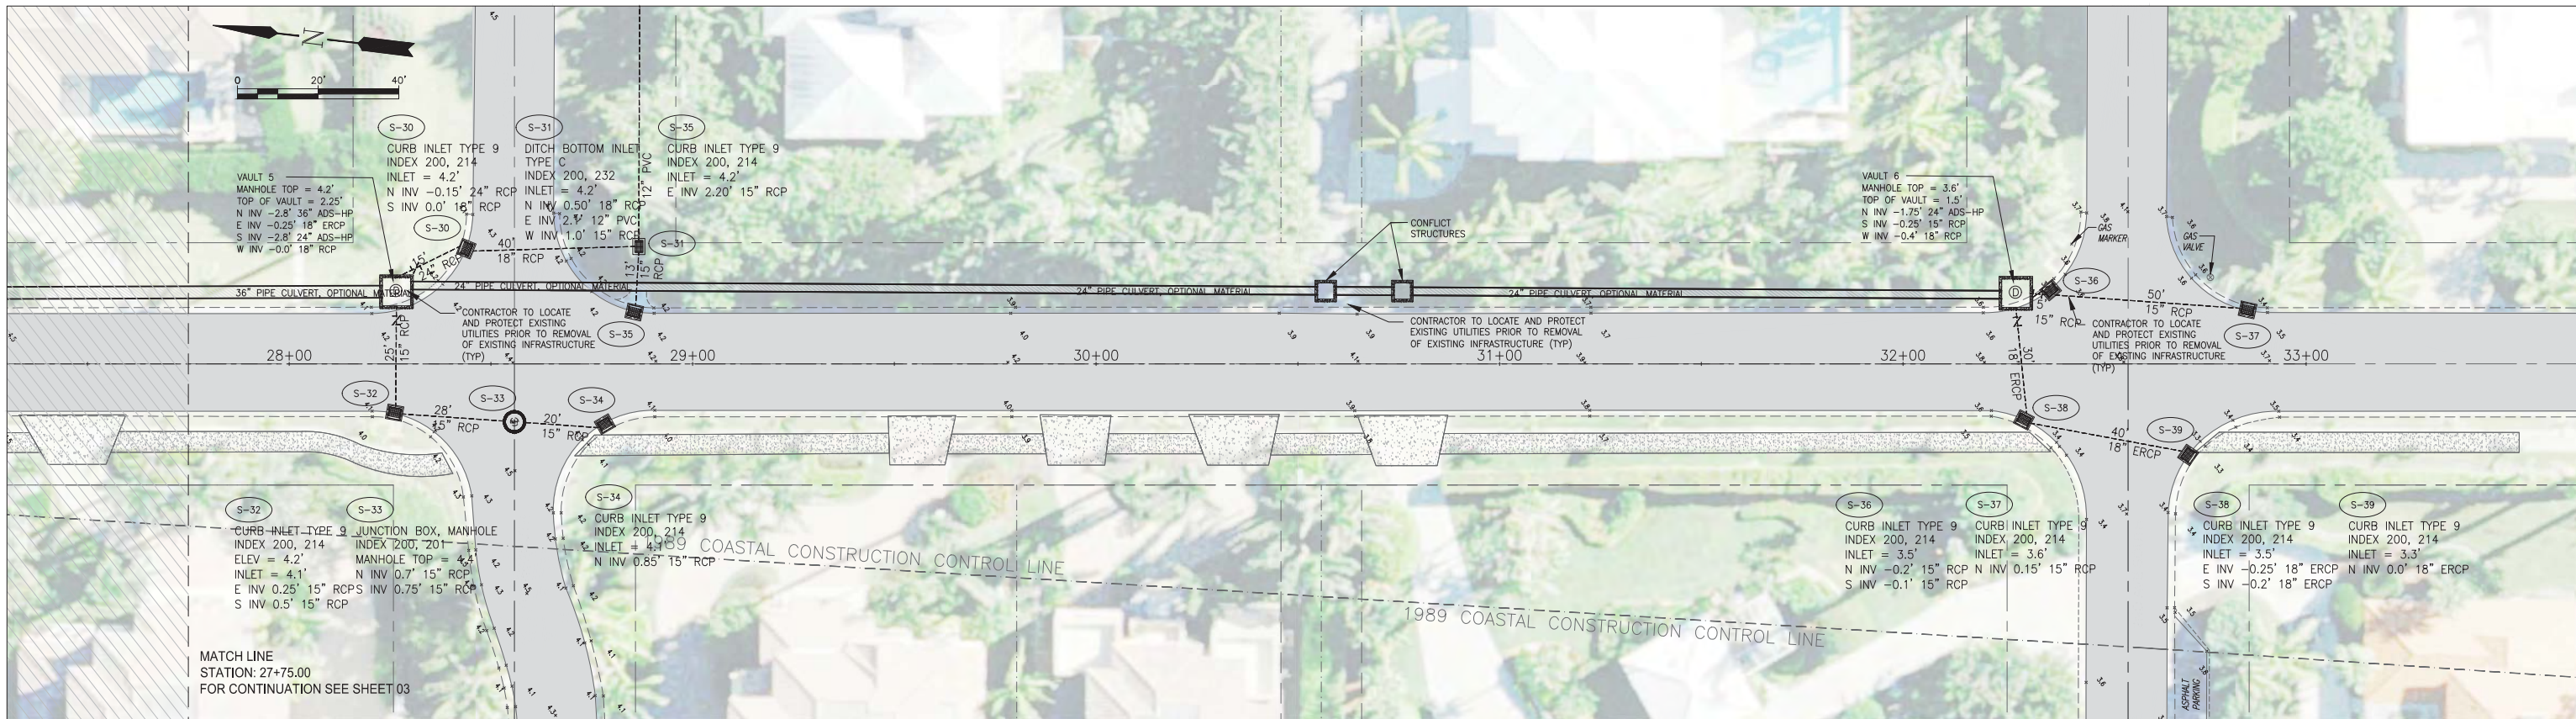 N
0 20' 40'
S-30
CURB INLET TYPE 9
INDEX 200, 214
INLET = 4.2'
N INV -0.15' 24" RCP
S INV 0.0' 18" RCP
S-31
DITCH BOTTOM INLET
TYPE C
INDEX 200, 232
INLET = 4.2'
N INV 0.50' 18" RCP
E INV 2.1' 12" PVC
W INV 1.0' 15" RCP
S-35
CURB INLET TYPE 9
INDEX 200, 214
INLET = 4.2'
E INV 2.20' 15" RCP
12" PVC
VAULT 5
MANHOLE TOP = 4.2'
TOP OF VAULT = 2.25'
N INV -2.8' 36" ADS-HP
E INV -0.25' 18" ERCP
S INV -2.8' 24" ADS-HP
W INV -0.0' 18" RCP
S-30
15'
24" RCP
40'
18" RCP
S-31
13'
15" RCP
36" PIPE CULVERT, OPTIONAL MATERIAL
D
24" PIPE CULVERT, OPTIONAL MATERIAL
24" PIPE CULVERT, OPTIONAL MATERIAL
24" PIPE CULVERT, OPTIONAL MATERIAL
CONFLICT
STRUCTURES
VAULT 6
MANHOLE TOP = 3.6'
TOP OF VAULT = 1.5'
N INV -1.75' 24" ADS-HP
S INV -0.25' 15" RCP
W INV -0.4' 18" RCP
GAS
MARKER
GAS
VALVE
S-36
D
5'
15" RCP
50'
15" RCP
S-37
CONTRACTOR TO LOCATE
AND PROTECT EXISTING
UTILITIES PRIOR TO REMOVAL
OF EXISTING INFRASTRUCTURE
(TYP)
S-35
CONTRACTOR TO LOCATE AND PROTECT
EXISTING UTILITIES PRIOR TO REMOVAL
OF EXISTING INFRASTRUCTURE (TYP)
CONTRACTOR TO LOCATE
AND PROTECT EXISTING
UTILITIES PRIOR TO REMOVAL
OF EXISTING INFRASTRUCTURE
(TYP)
25'
15" RCP
28+00
29+00
30+00
31+00
32+00
33+00
30'
18" ERCP
S-32
28'
15" RCP
S-33
20'
15" RCP
S-34
S-38
40'
18" ERCP
S-39
S-32
CURB INLET TYPE 9
INDEX 200, 214
ELEV = 4.2'
INLET = 4.1'
E INV 0.25' 15" RCP
S INV 0.5' 15" RCP
S-33
JUNCTION BOX, MANHOLE
INDEX 200, 201
MANHOLE TOP = 4.4'
N INV 0.7' 15" RCP
S INV 0.75' 15" RCP
S-34
CURB INLET TYPE 9
INDEX 200, 214
INLET = 4.1'
N INV 0.85" 15" RCP
1989 COASTAL CONSTRUCTION CONTROL LINE
1989 COASTAL CONSTRUCTION CONTROL LINE
S-36
CURB INLET TYPE 9
INDEX 200, 214
INLET = 3.5'
N INV -0.2' 15" RCP
S INV -0.1' 15" RCP
S-37
CURB INLET TYPE 9
INDEX 200, 214
INLET = 3.6'
N INV 0.15' 15" RCP
S-38
CURB INLET TYPE 9
INDEX 200, 214
INLET = 3.5'
E INV -0.25' 18" ERCP
S INV -0.2' 18" ERCP
S-39
CURB INLET TYPE 9
INDEX 200, 214
INLET = 3.3'
N INV 0.0' 18" ERCP
MATCH LINE
STATION: 27+75.00
FOR CONTINUATION SEE SHEET 03
ASPHALT
PARKING